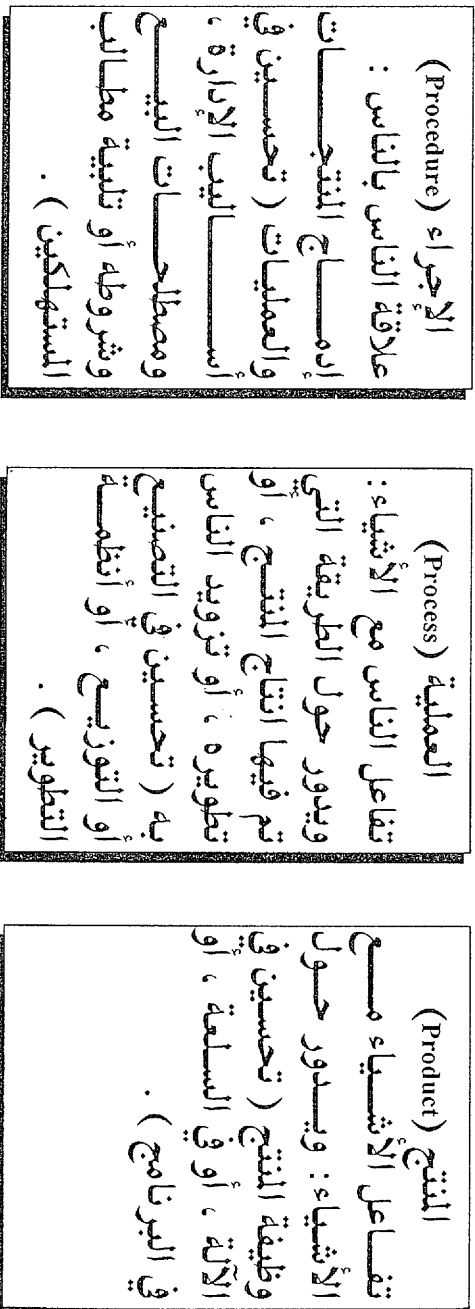 المنتج (Product)
تفاعل الأشياء مع
الأشياء : ويدور حول
وظيفة المنتج ( تحسين في
الآلة ، أو في السلعة ، أو
في البرنامج ) .
العملية (Process)
تفاعل الناس مع الأشياء :
ويدور حول الطريقة التي
تم فيها انتاج المنتج ، أو
تطويره ، أو تزويد الناس
به ( تحسين في التصنيع
أو التوزيع ، أو أنظمة
التطوير ) .
الإجراء (Procedure)
علاقة الناس بالناس :
إدماج المنتجات
والعمليات ( تحسين في
أساليب الإدارة ،
ومصطلحات البيع
وشروطه أو تلبية مطالب
المستهلكين ) .